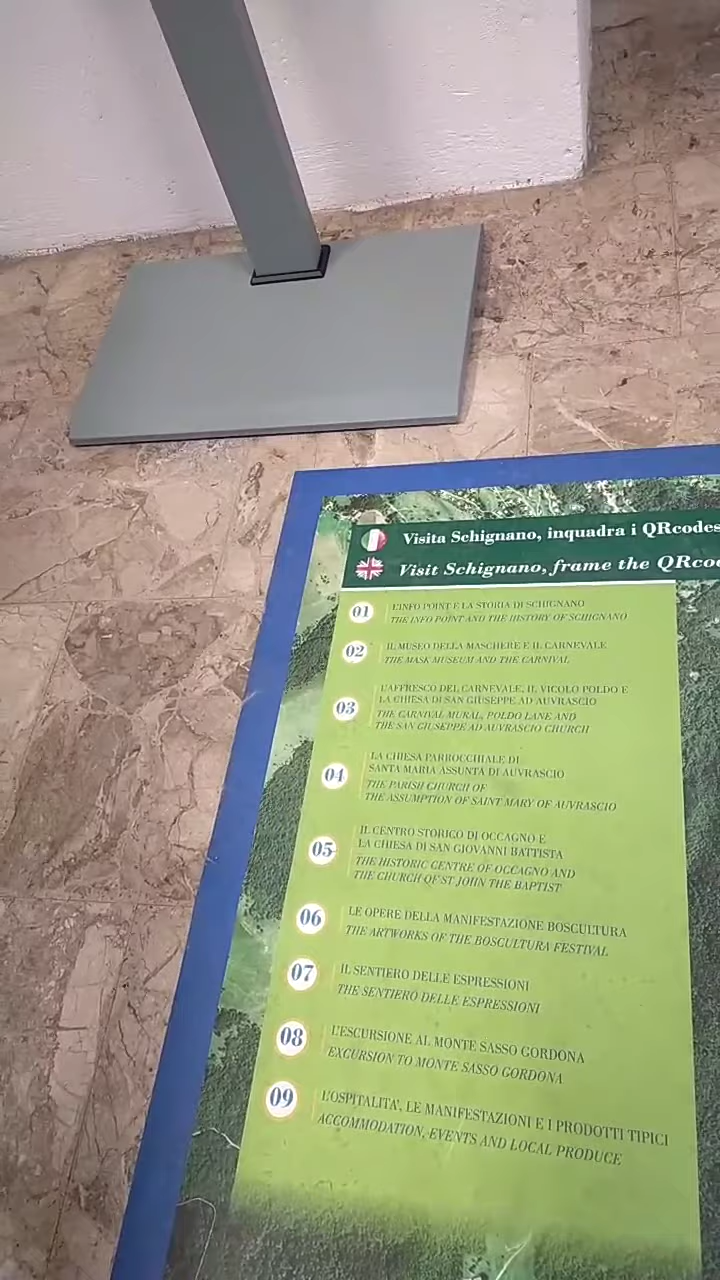 Visita Schignano, inquadra i QRcodes
Visit Schignano, frame the
01
L'INFO POINT E LA STORIA DI SCHIGNANO
THE INFO POINT AND THE HISTORY OF SCHIGNANO
02
IL MUSEO DELLA MASCHERE E IL CARNEVALE
THE MASK MUSEUM AND THE CARNIVAL
03
L'AFFRESCO DEL CARNEVALE, IL VICOLO POLDO E
LA CHIESA DI SAN GIUSEPPE AD AUVRASCIO
THE CARNIVAL MURAL, POLDO LANE AND
THE SAN GIUSEPPE AD AUVRASCIO CHURCH
04
LA CHIESA PARROCCHIALE DI
SANTA MARIA ASSUNTA DI AUVRASCIO
THE PARISH CHURCH OF
THE ASSUMPTION OF SAINT MARY OF AUVRASCIO
05
IL CENTRO STORICO DI OCCAGNO E
LA CHIESA DI SAN GIOVANNI BATTISTA
THE HISTORIC CENTRE OF OCCAGNO AND
THE CHURCH OF ST JOHN THE BAPTIST
06
LE OPERE DELLA MANIFESTAZIONE BOSCULTURA
THE ARTWORKS OF THE BOSCULTURA FESTIVAL
07
IL SENTIERO DELLE ESPRESSIONI
THE SENTIERO DELLE ESPRESSIONI
08
L'ESCURSIONE AL MONTE SASSO GORDONA
EXCURSION TO MONTE SASSO GORDONA
09
L'OSPITALITA', LE MANIFESTAZIONI E I PRODOTTI TIPICI
ACCOMMODATION, EVENTS AND LOCAL PRODUCE